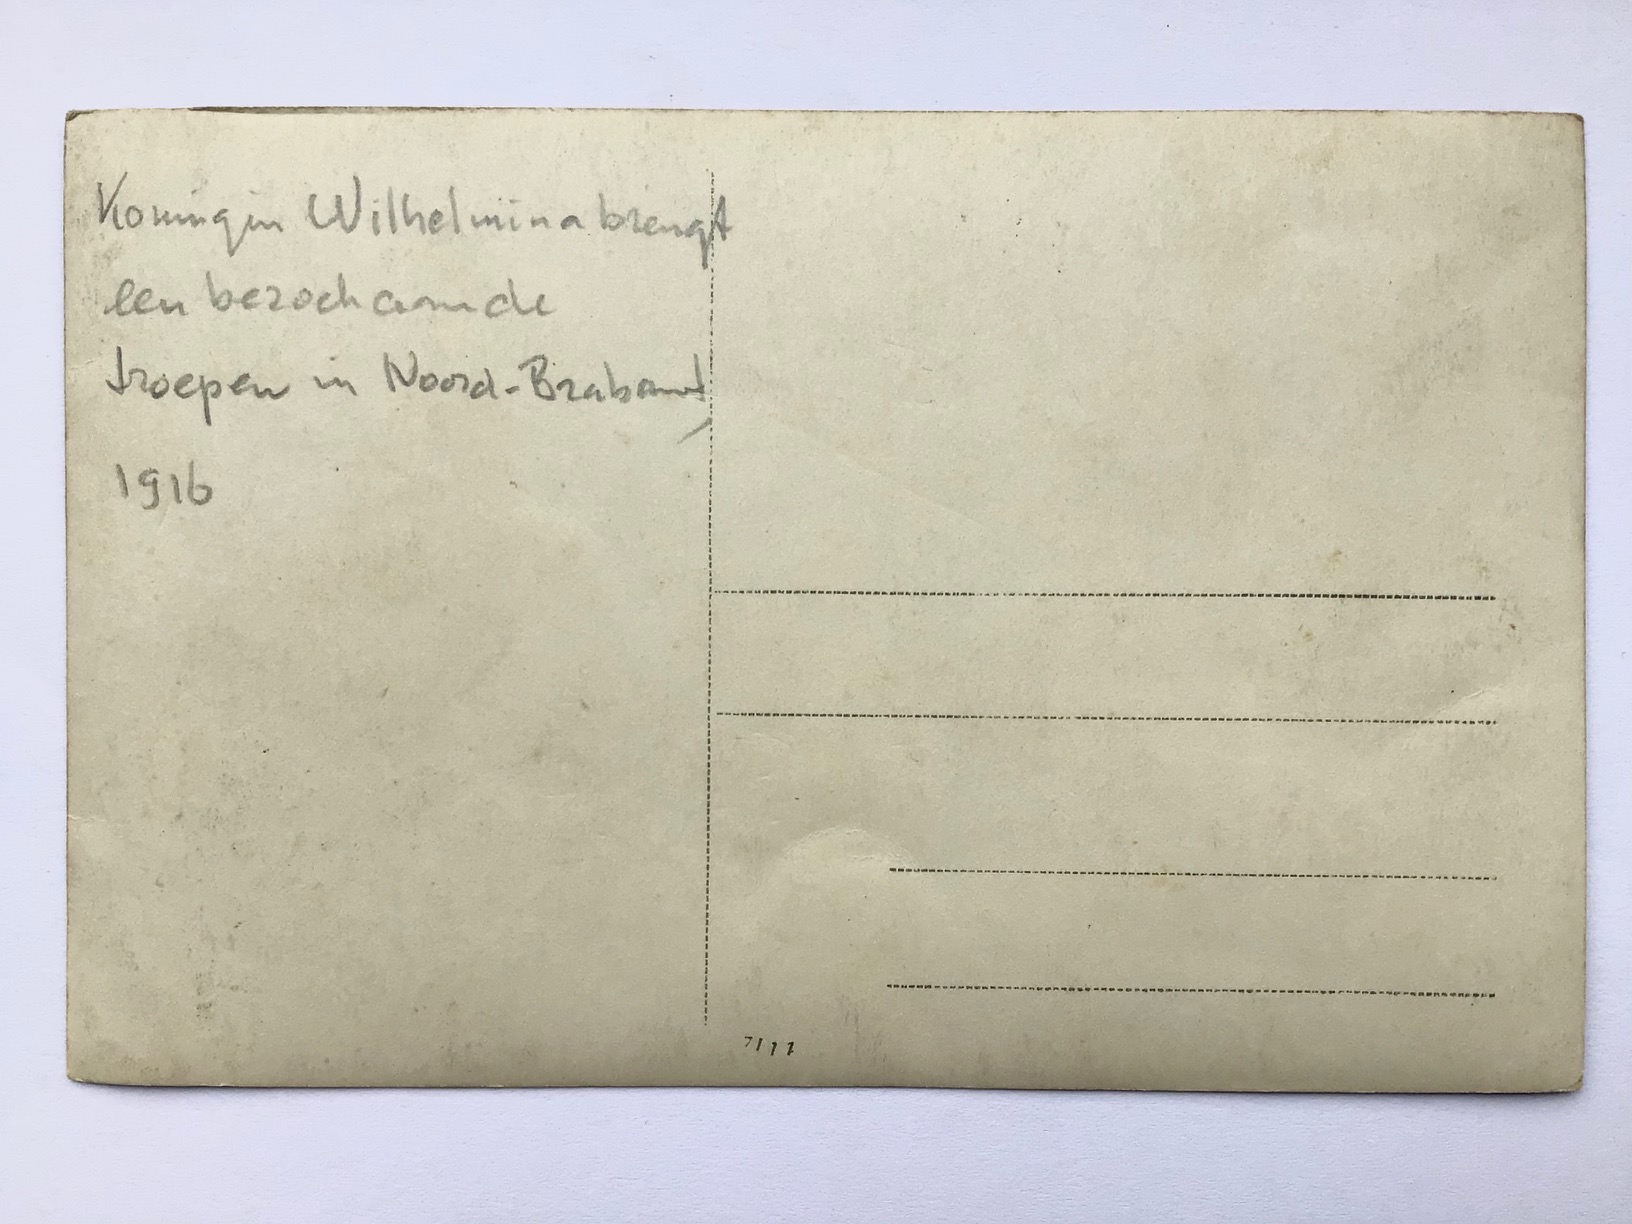 Koningin Wilhelmina brengt
een bezoek aan de
troepen in Noord-Brabant,
1916
7111